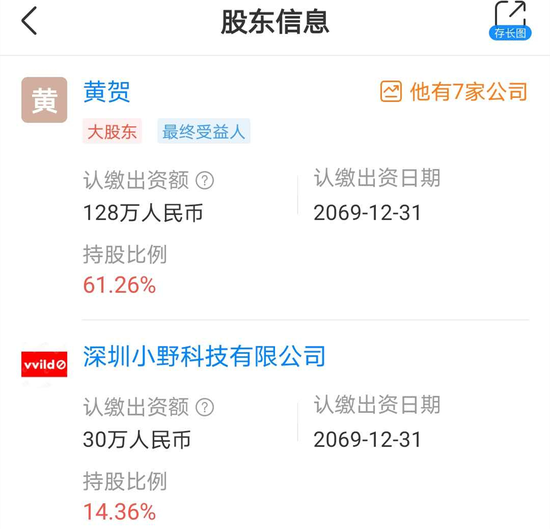 股东信息
存长图
黄
黄贺
他有7家公司
大股东 最终受益人
认缴出资额 ? 认缴出资日期
128万人民币 2069-12-31
持股比例
61.26%
vvild
深圳小野科技有限公司
认缴出资额 ? 认缴出资日期
30万人民币 2069-12-31
持股比例
14.36%